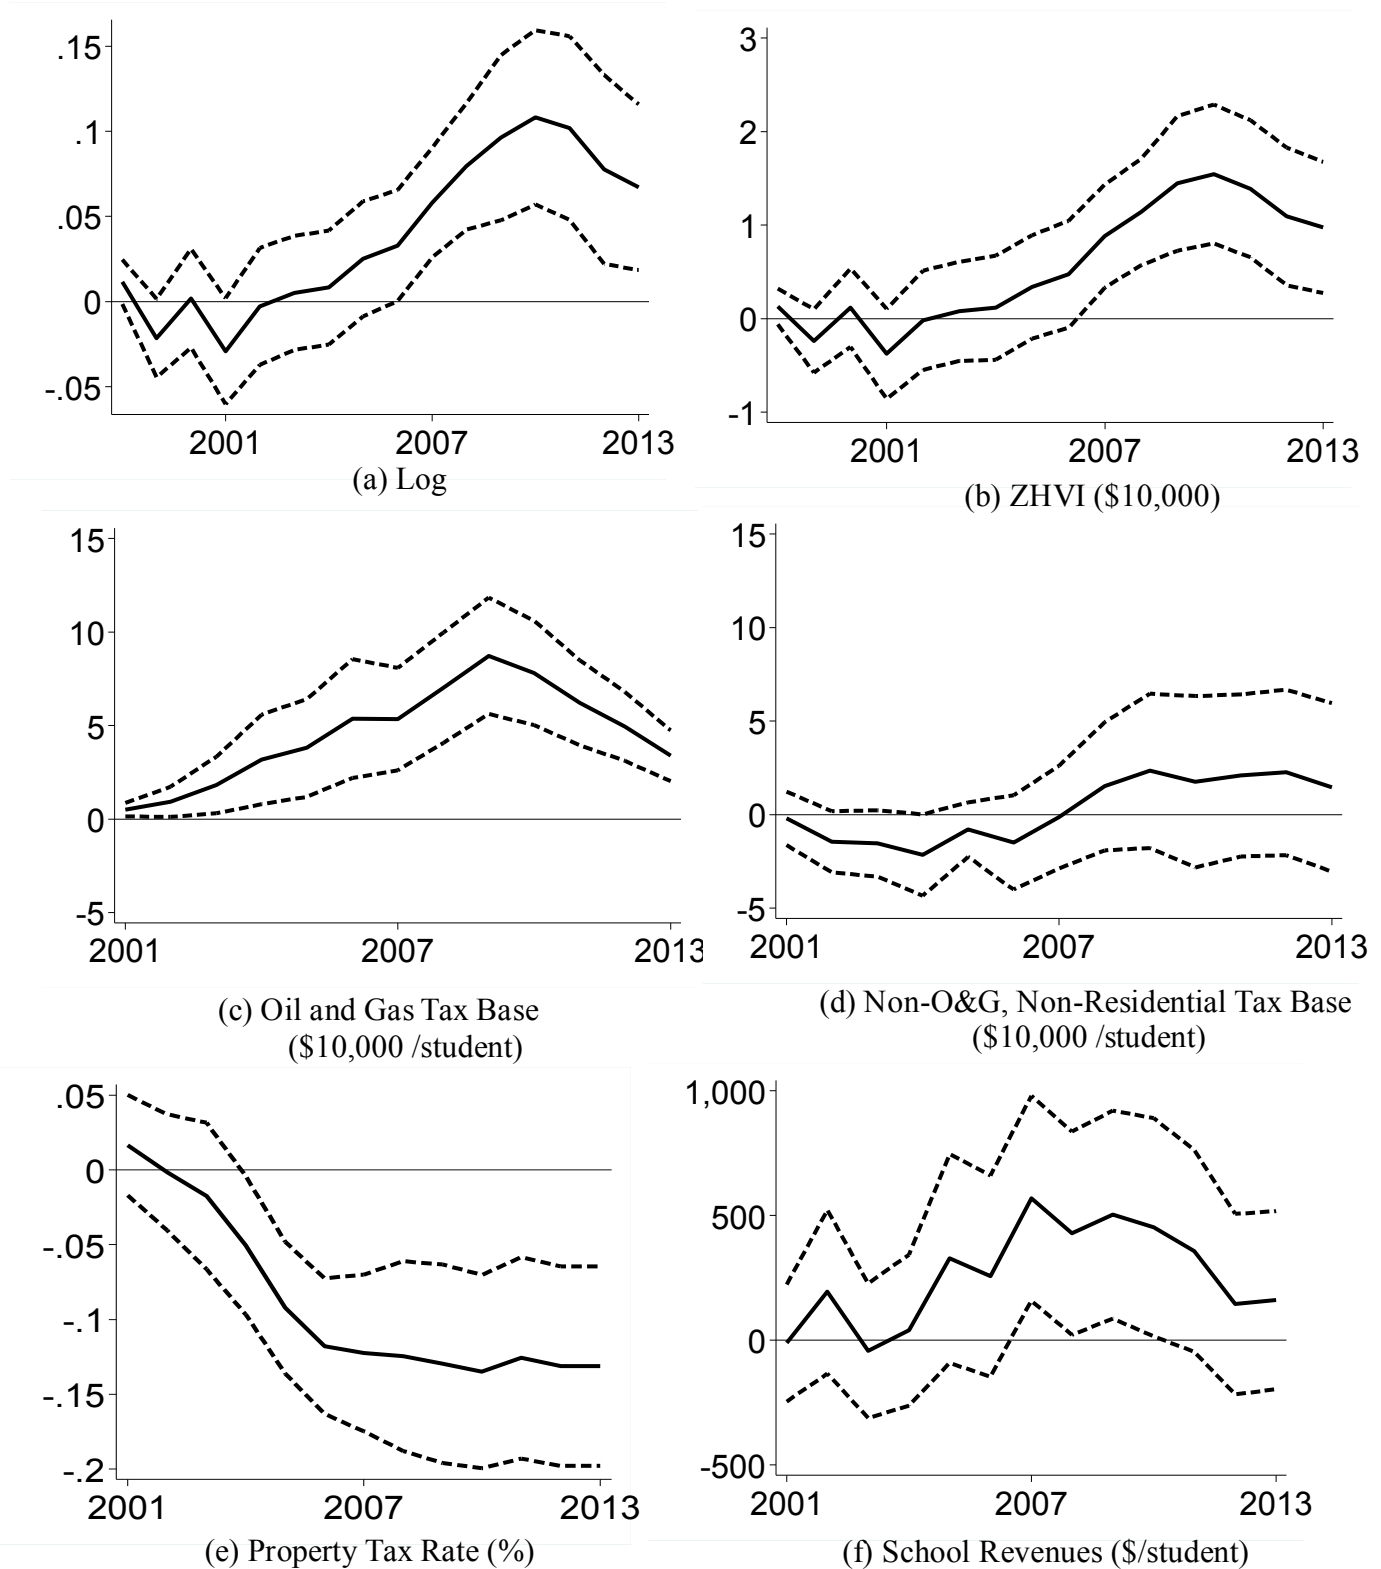 .15
.1
.05
0
-.05
2001 2007 2013
(a) Log
3
2
1
0
-1
2001 2007 2013
(b) ZHVI ($10,000)
15
10
5
0
-5
2001 2007 2013
(c) Oil and Gas Tax Base
($10,000 /student)
15
10
5
0
-5
2001 2007 2013
(d) Non-O&G, Non-Residential Tax Base
($10,000 /student)
.05
0
-.05
-.1
-.15
-.2
2001 2007 2013
(e) Property Tax Rate (%)
1,000
500
0
-500
2001 2007 2013
(f) School Revenues ($/student)